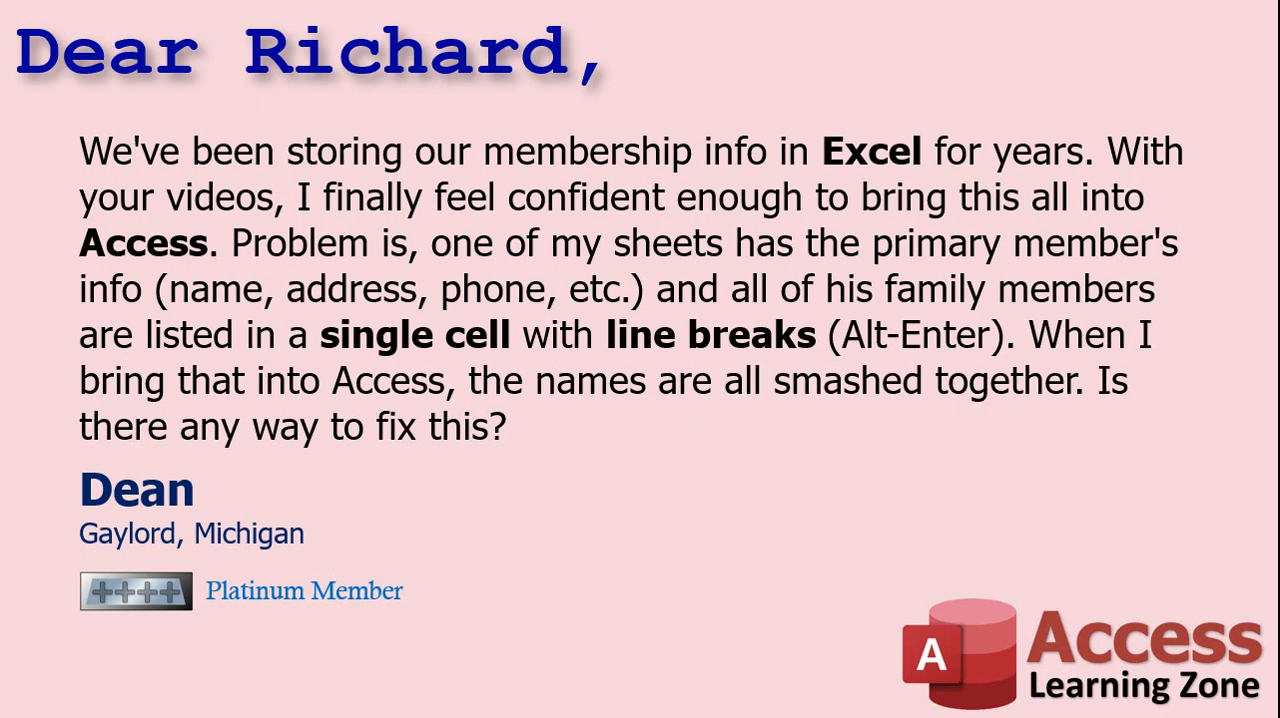 Dear Richard,
We've been storing our membership info in Excel for years. With
your videos, I finally feel confident enough to bring this all into
Access. Problem is, one of my sheets has the primary member's
info (name, address, phone, etc.) and all of his family members
are listed in a single cell with line breaks (Alt-Enter). When I
bring that into Access, the names are all smashed together. Is
there any way to fix this?
Dean
Gaylord, Michigan
++++ Platinum Member
A
Access
Learning Zone